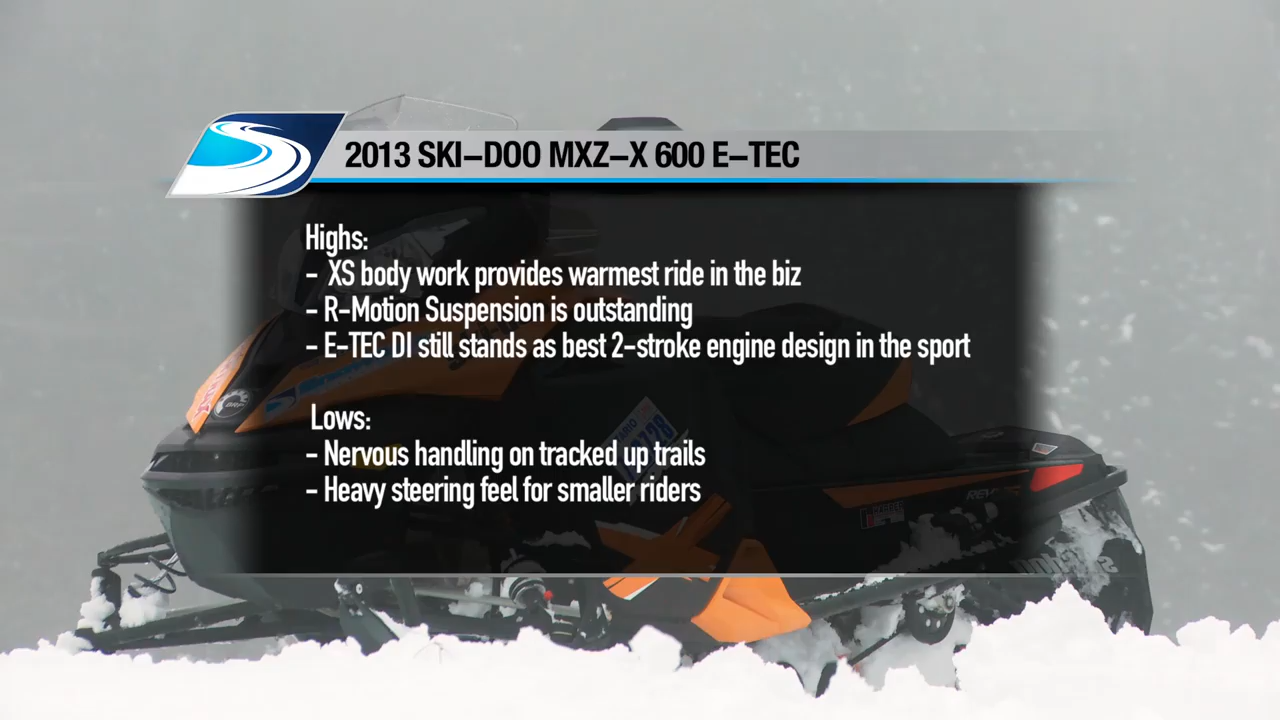 2013 SKI-DOO MXZ-X 600 E-TEC
Highs:
- XS body work provides warmest ride in the biz
- R-Motion Suspension is outstanding
- E-TEC DI still stands as best 2-stroke engine design in the sport
Lows:
- Nervous handling on tracked up trails
- Heavy steering feel for smaller riders
BRP
REV